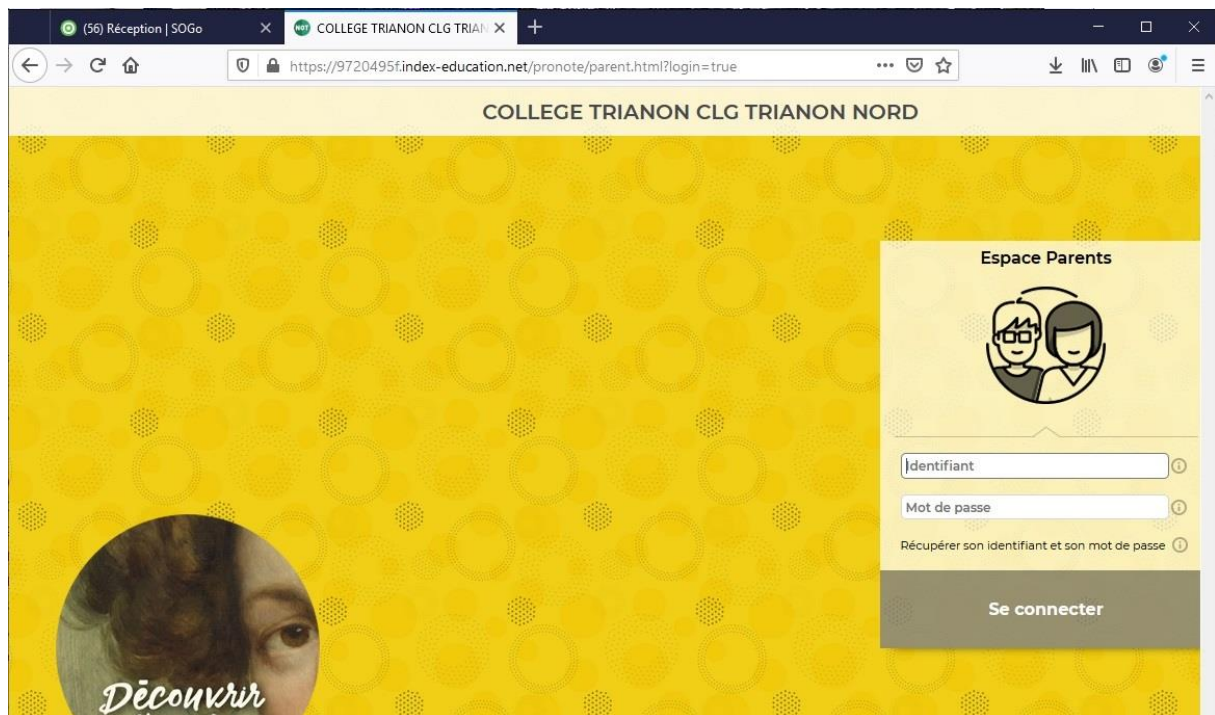 (56) Réception | SOGo
NOT COLLEGE TRIANON CLG TRIAN
https://9720495f.index-education.net/pronote/parent.html?login=true
COLLEGE TRIANON CLG TRIANON NORD
Espace Parents
Identifiant
Mot de passe
Récupérer son identifiant et son mot de passe
Se connecter
Découvrir